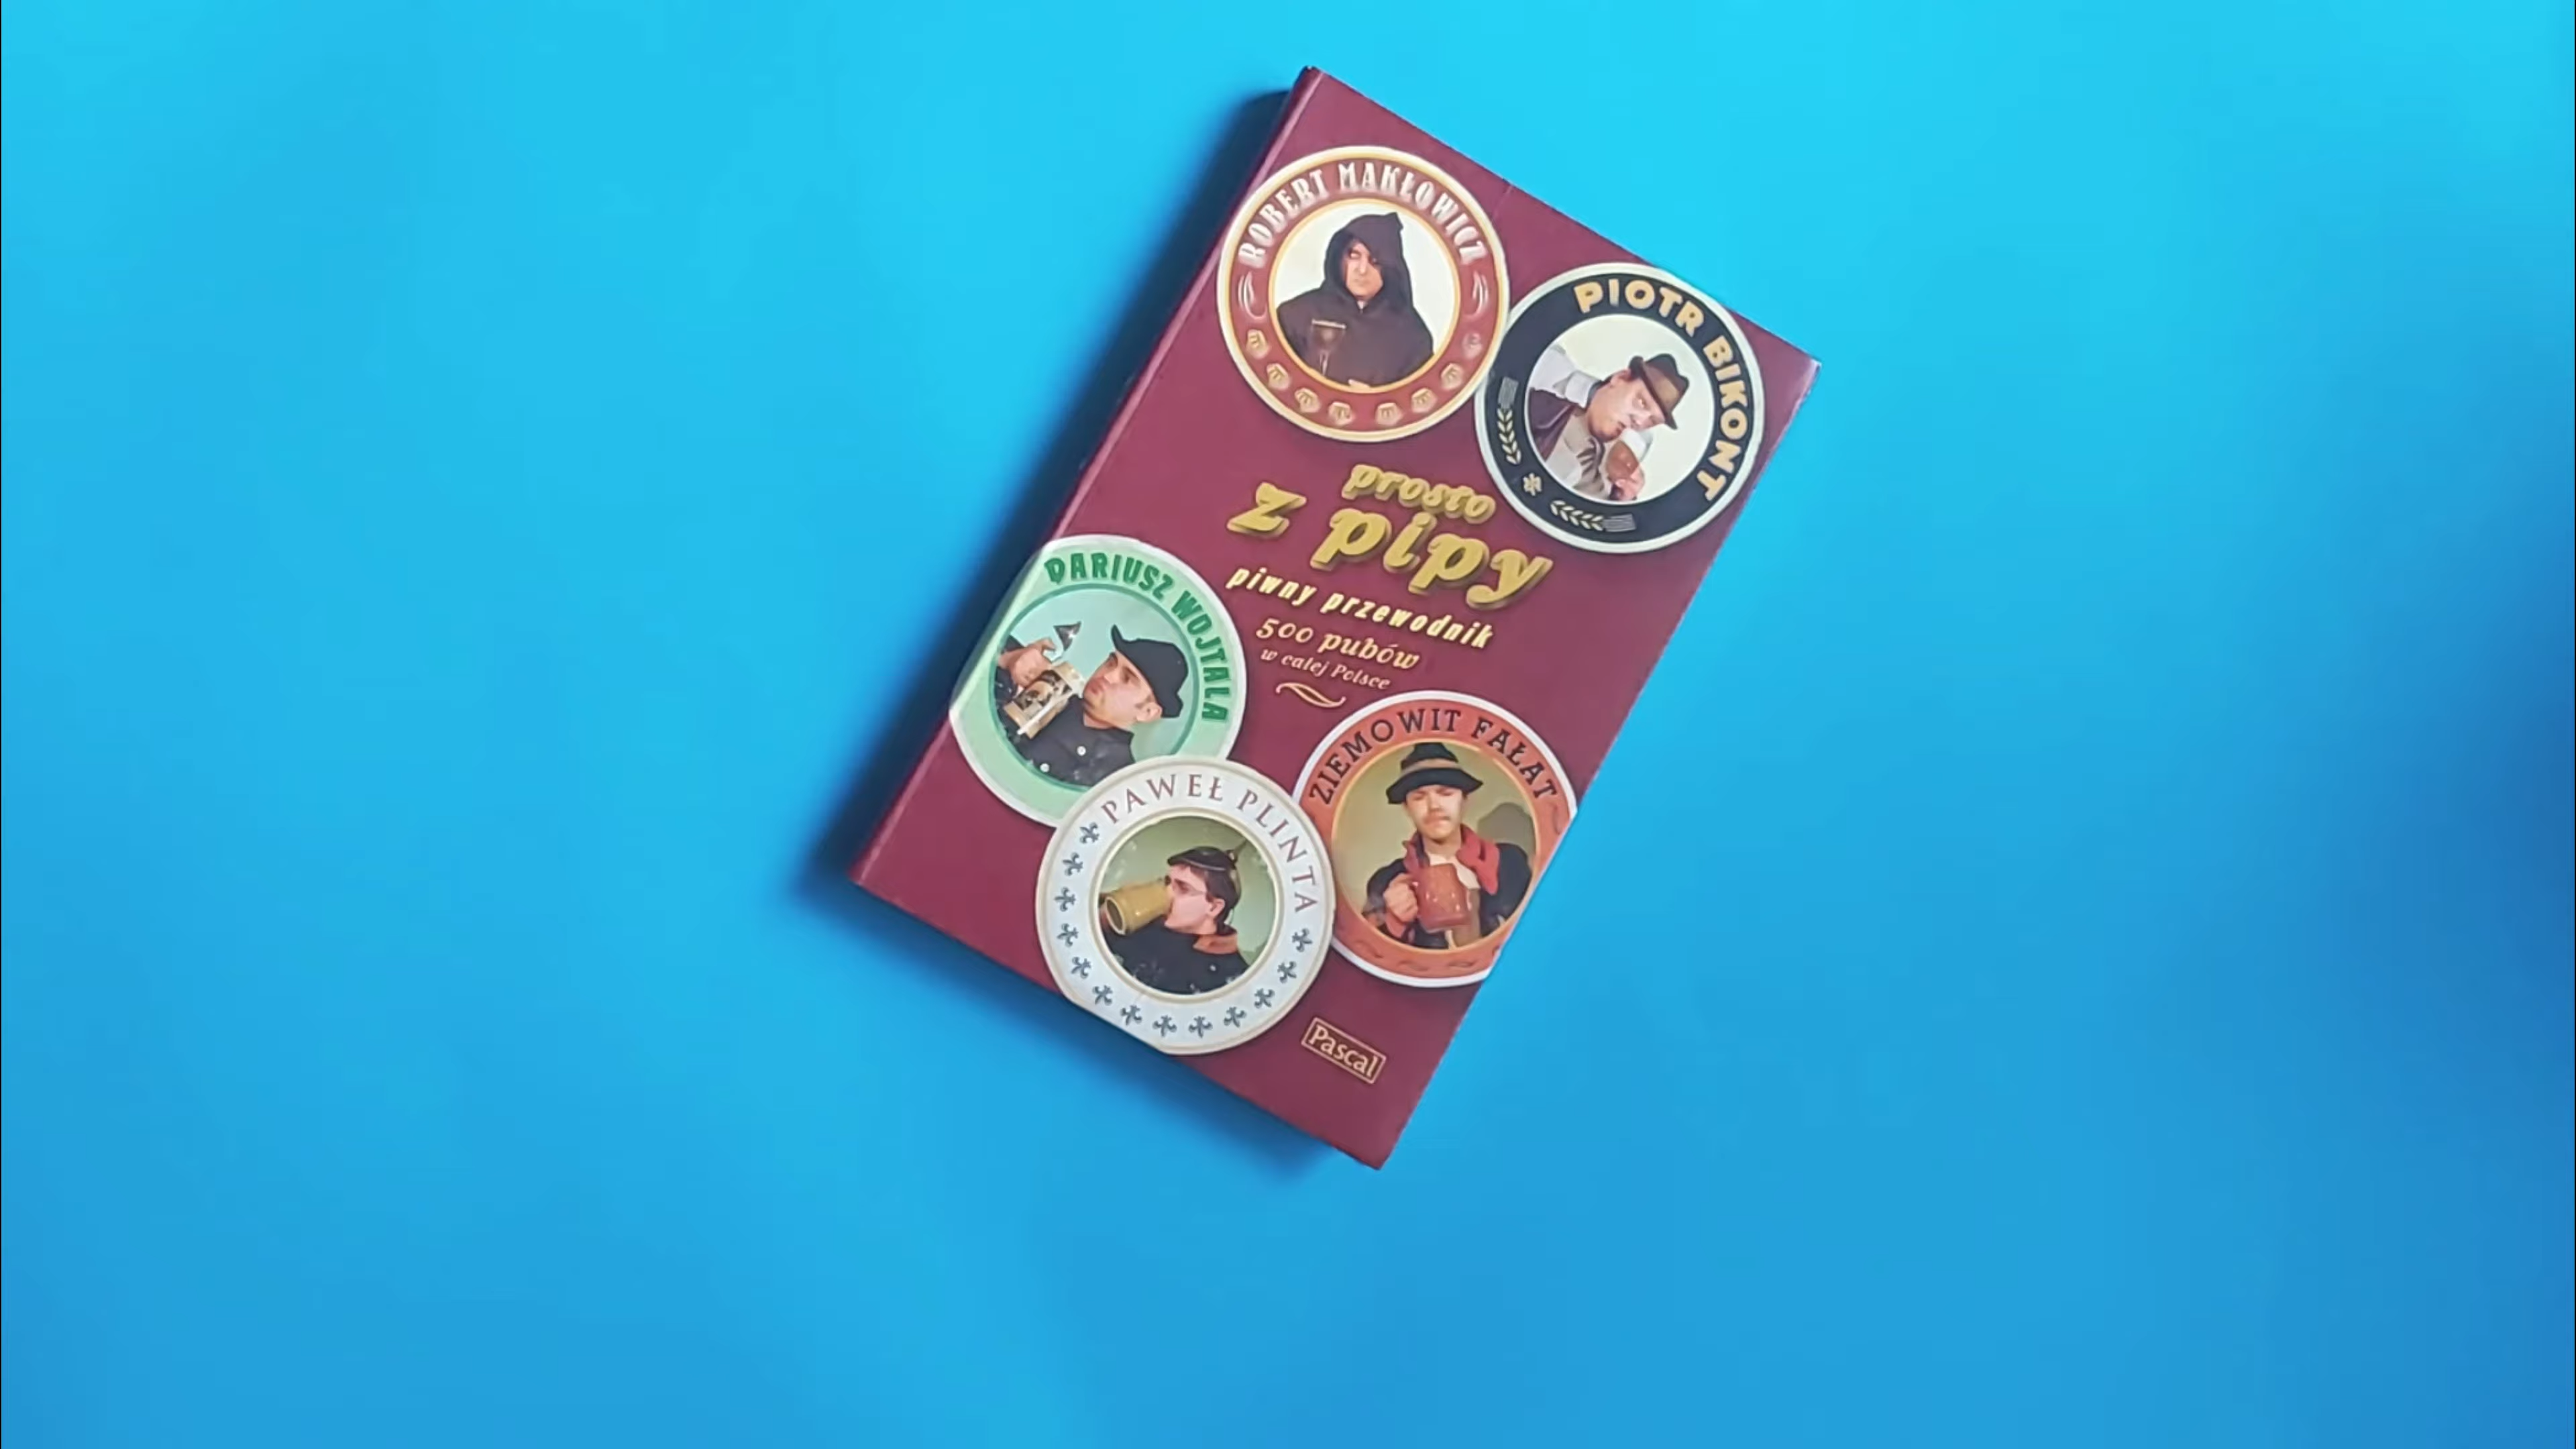 ROBERT MAKŁOWICZ
PIOTR BIKONT
prosto
z pipy
piwny przewodnik
500 pubów
w całej Polsce
DARIUSZ WOJTALA
ZIEMOWIT FAŁAT
PAWEŁ PLINTA
Pascal